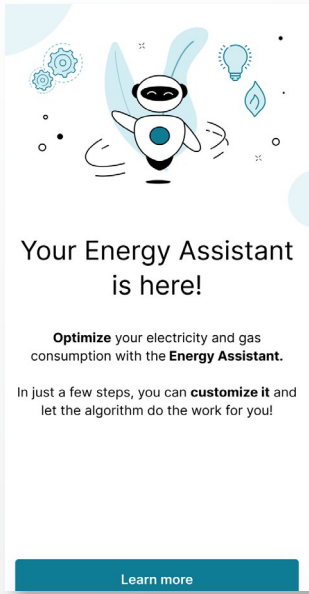 Your Energy Assistant
is here!
Optimize your electricity and gas
consumption with the Energy Assistant.
In just a few steps, you can customize it and
let the algorithm do the work for you!
Learn more